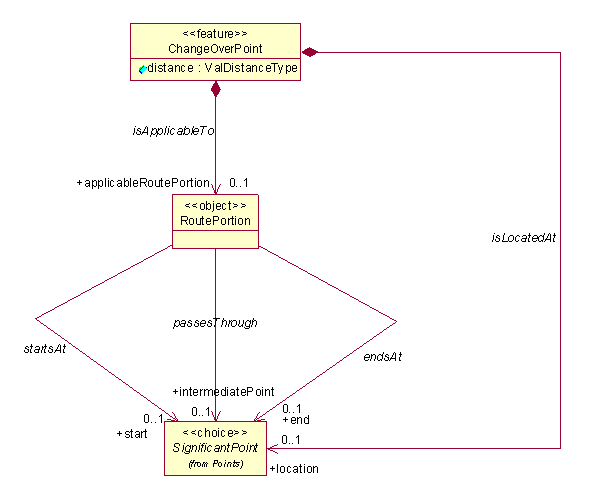 <<feature>>
ChangeOverPoint
distance : ValDistanceType
isApplicableTo
+applicableRoutePortion 0..1
<<object>>
RoutePortion
isLocatedAt
passesThrough
startsAt
endsAt
+intermediatePoint
0..1 0..1 0..1
+start +end
<<choice>>
SignificantPoint
(from Points)
0..1
+location